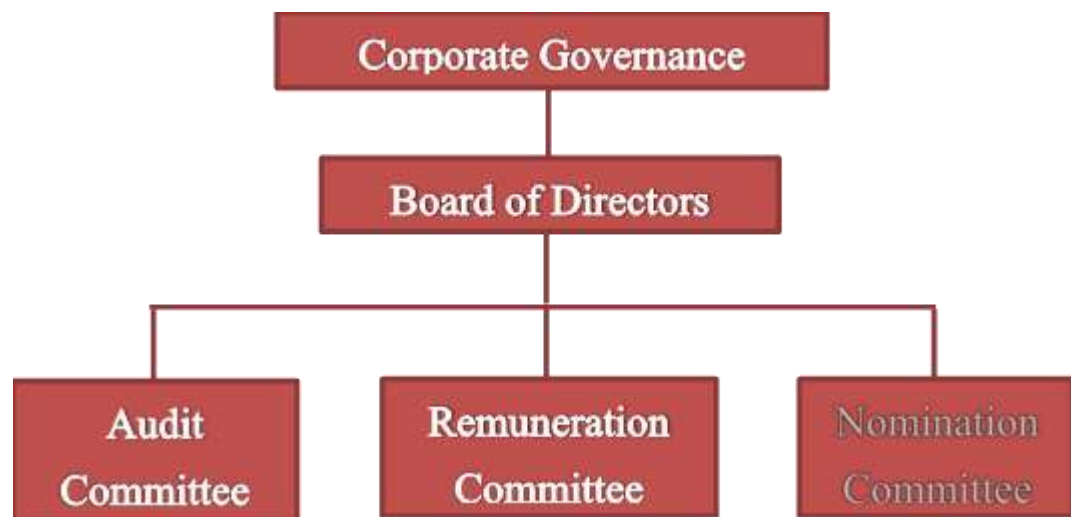 Corporate Governance
Board of Directors
Audit
Committee
Remuneration
Committee
Nomination
Committee